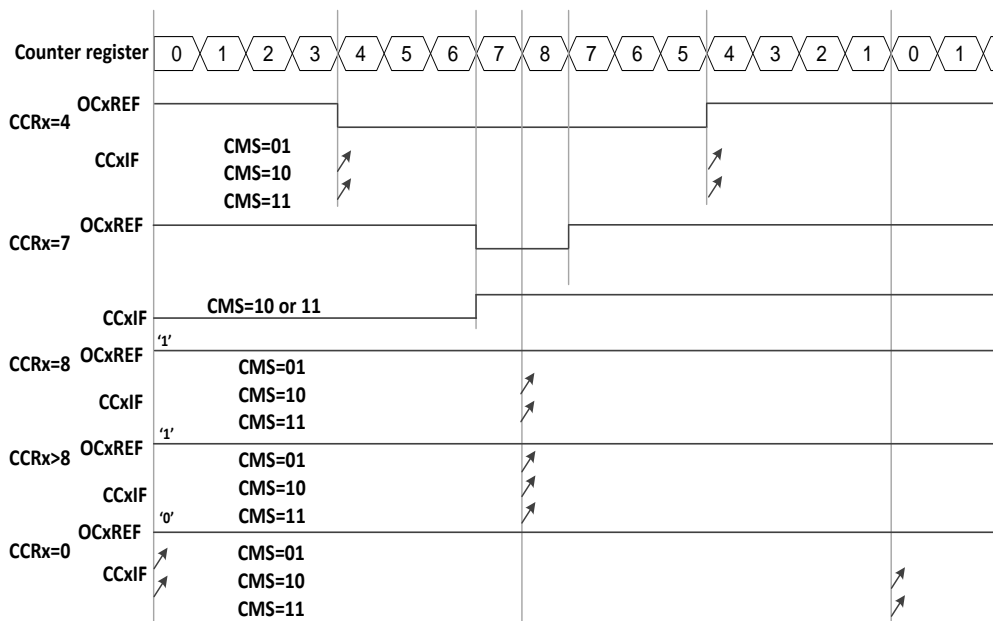 Counter register 0 1 2 3 4 5 6 7 8 7 6 5 4 3 2 1 0 1
OCxREF
CCRx=4
CMS=01
CCxIF
CMS=10
CMS=11
OCxREF
CCRx=7
CMS=10 or 11
CCxIF
‘1’
OCxREF
CCRx=8
CMS=01
CMS=10
CCxIF
CMS=11
‘1’
OCxREF
CCRx>8
CMS=01
CMS=10
CCxIF
CMS=11
‘0’
OCxREF
CCRx=0
CMS=01
CCxIF
CMS=10
CMS=11